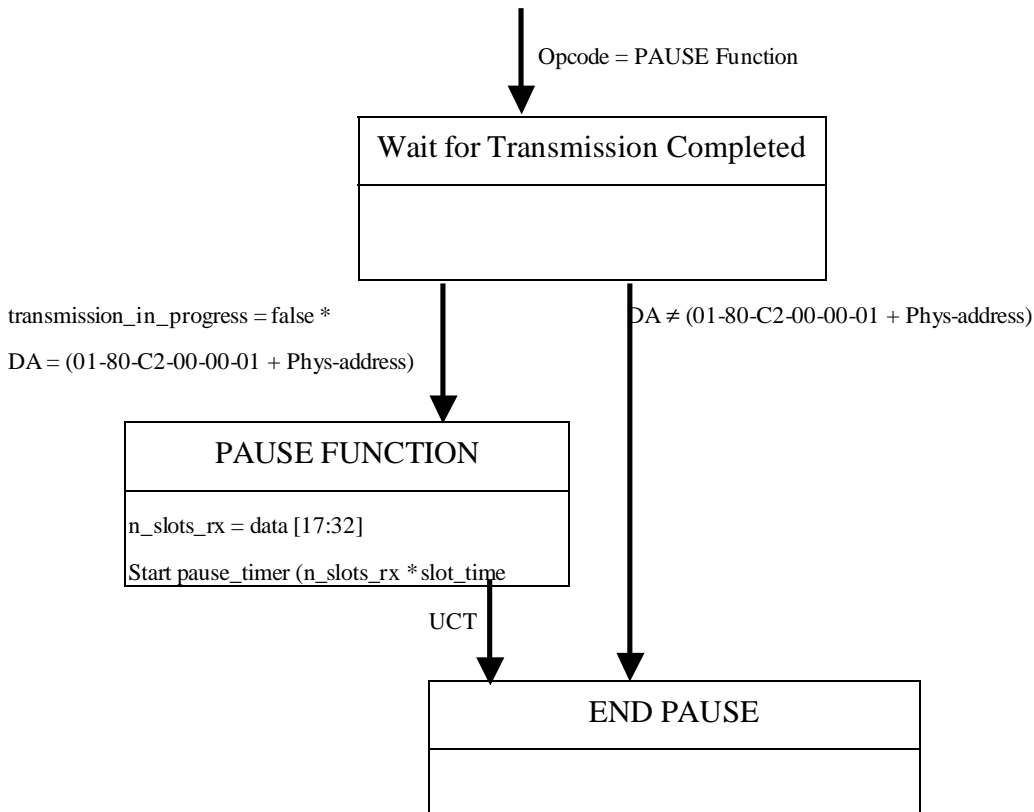 Opcode = PAUSE Function
Wait for Transmission Completed
transmission_in_progress = false *
DA = (01-80-C2-00-00-01 + Phys-address)
DA ≠ (01-80-C2-00-00-01 + Phys-address)
PAUSE FUNCTION
n_slots_rx = data [17:32]
Start pause_timer (n_slots_rx * slot_time
UCT
END PAUSE